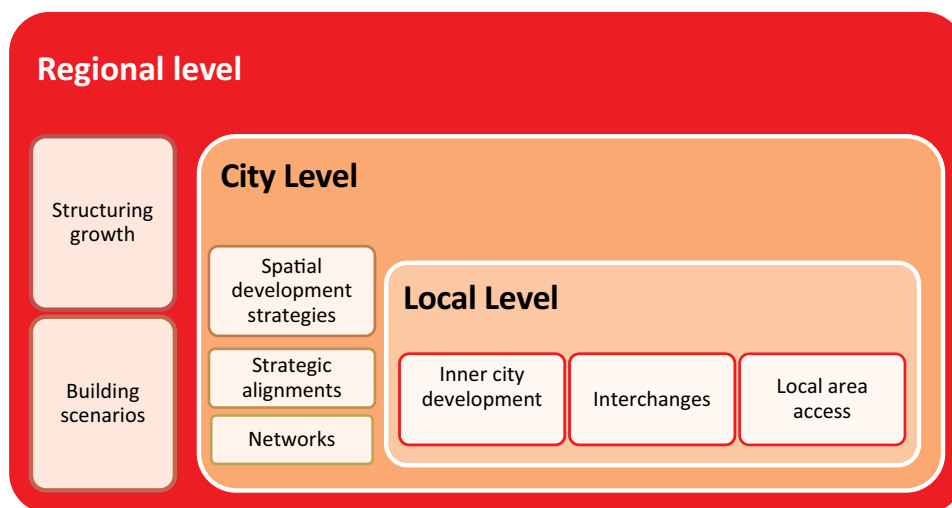 Regional level
Structuring
growth
Building
scenarios
City Level
Spatial
development
strategies
Strategic
alignments
Networks
Local Level
Inner city
development
Interchanges
Local area
access